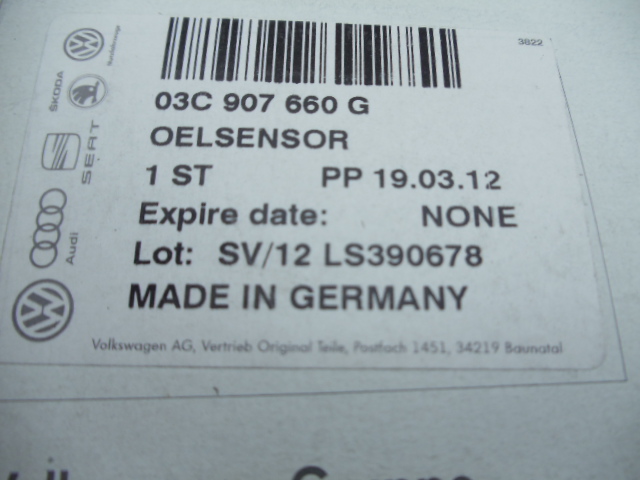 3822
03C 907 660 G
OELSENSOR
1 ST PP 19.03.12
Expire date: NONE
Lot: SV/12 LS390678
MADE IN GERMANY
Volkswagen AG, Vertrieb Original Teile, Postfach 1451, 34219 Baunatal
ŠKODA
SEAT
Audi